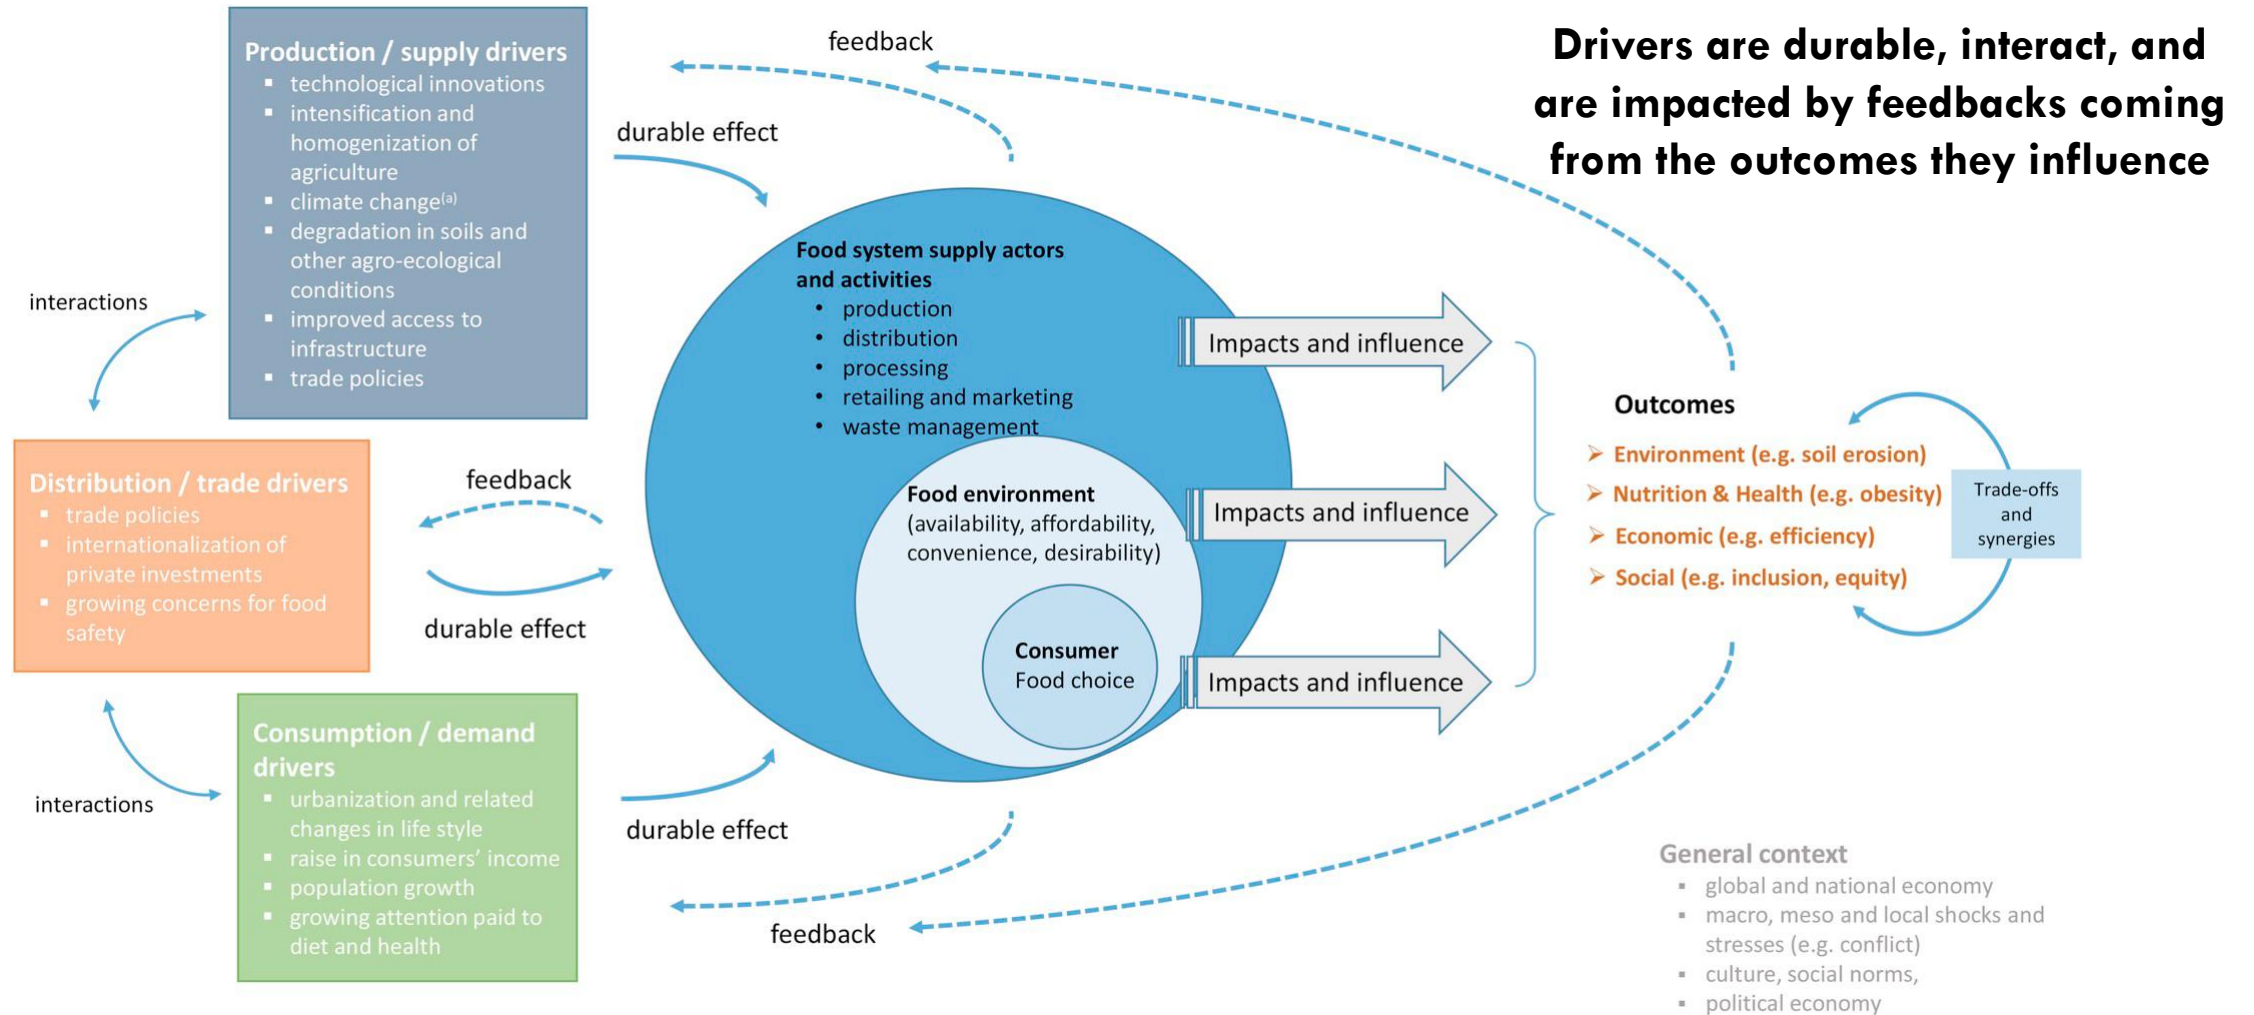 Drivers are durable, interact, and
are impacted by feedbacks coming
from the outcomes they influence
Production / supply drivers
▪ technological innovations
▪ intensification and
homogenization of
agriculture
▪ climate change(a)
▪ degradation in soils and
other agro-ecological
conditions
▪ improved access to
infrastructure
▪ trade policies
interactions
Distribution / trade drivers
▪ trade policies
▪ internationalization of
private investments
▪ growing concerns for food
safety
interactions
Consumption / demand
drivers
▪ urbanization and related
changes in life style
▪ raise in consumers’ income
▪ population growth
▪ growing attention paid to
diet and health
feedback
durable effect
feedback
durable effect
durable effect
feedback
Food system supply actors
and activities
• production
• distribution
• processing
• retailing and marketing
• waste management
Food environment
(availability, affordability,
convenience, desirability)
Consumer
Food choice
Impacts and influence
Impacts and influence
Impacts and influence
Outcomes
➢ Environment (e.g. soil erosion)
➢ Nutrition & Health (e.g. obesity)
➢ Economic (e.g. efficiency)
➢ Social (e.g. inclusion, equity)
Trade-offs
and
synergies
General context
▪ global and national economy
▪ macro, meso and local shocks and
stresses (e.g. conflict)
▪ culture, social norms,
▪ political economy